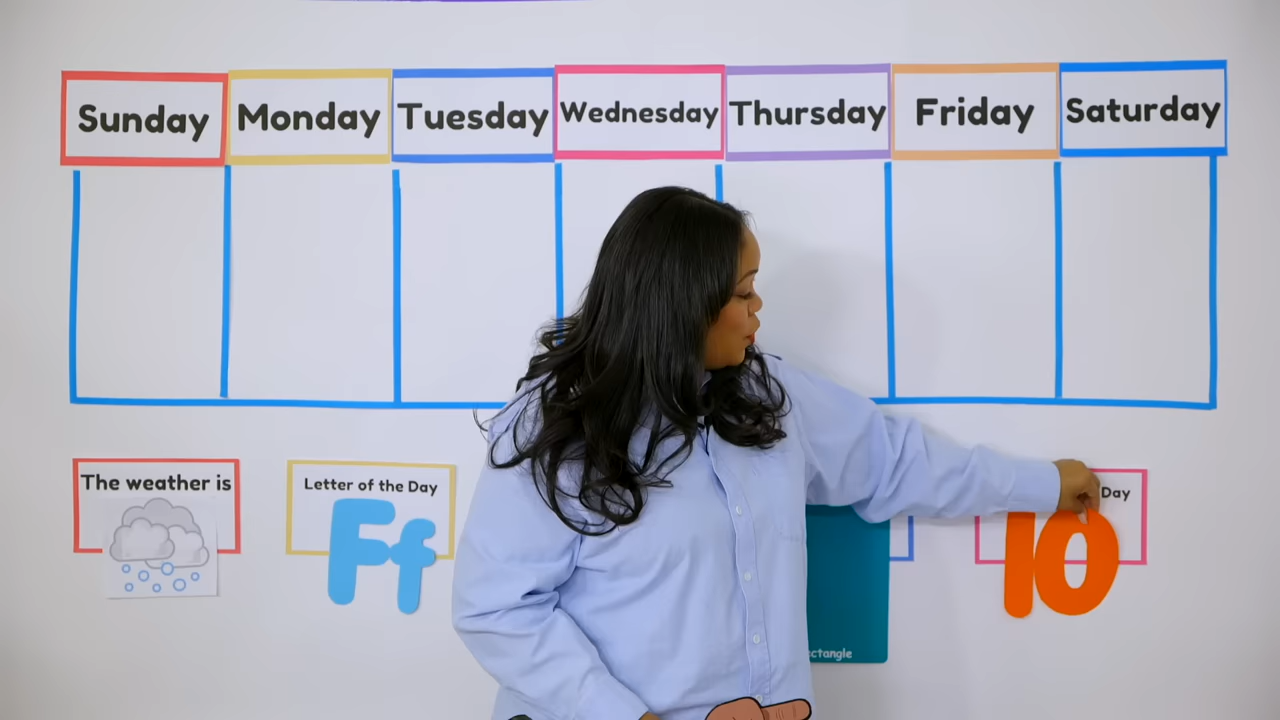 Sunday Monday Tuesday Wednesday Thursday Friday Saturday
The weather is
Letter of the Day
Day
Ff
10